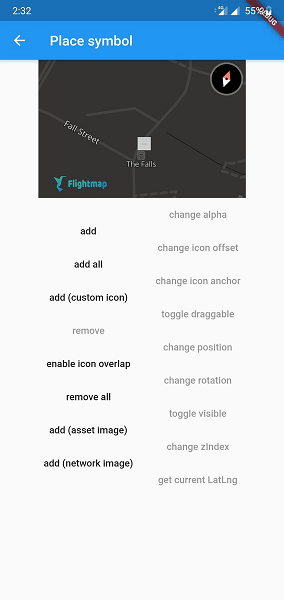 2:32
4G
55%
DEBUG
Place symbol
Fall Street
The Falls
Flightmap
add
add all
add (custom icon)
remove
enable icon overlap
remove all
add (asset image)
add (network image)
change alpha
change icon offset
change icon anchor
toggle draggable
change position
change rotation
toggle visible
change zIndex
get current LatLng